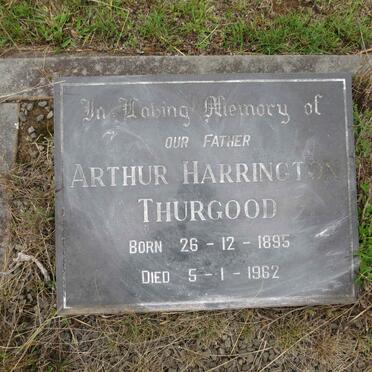 In Loving Memory of
OUR FATHER
ARTHUR HARRINGTON
THURGOOD
BORN 26 - 12 - 1895
DIED 5 - 1 - 1962